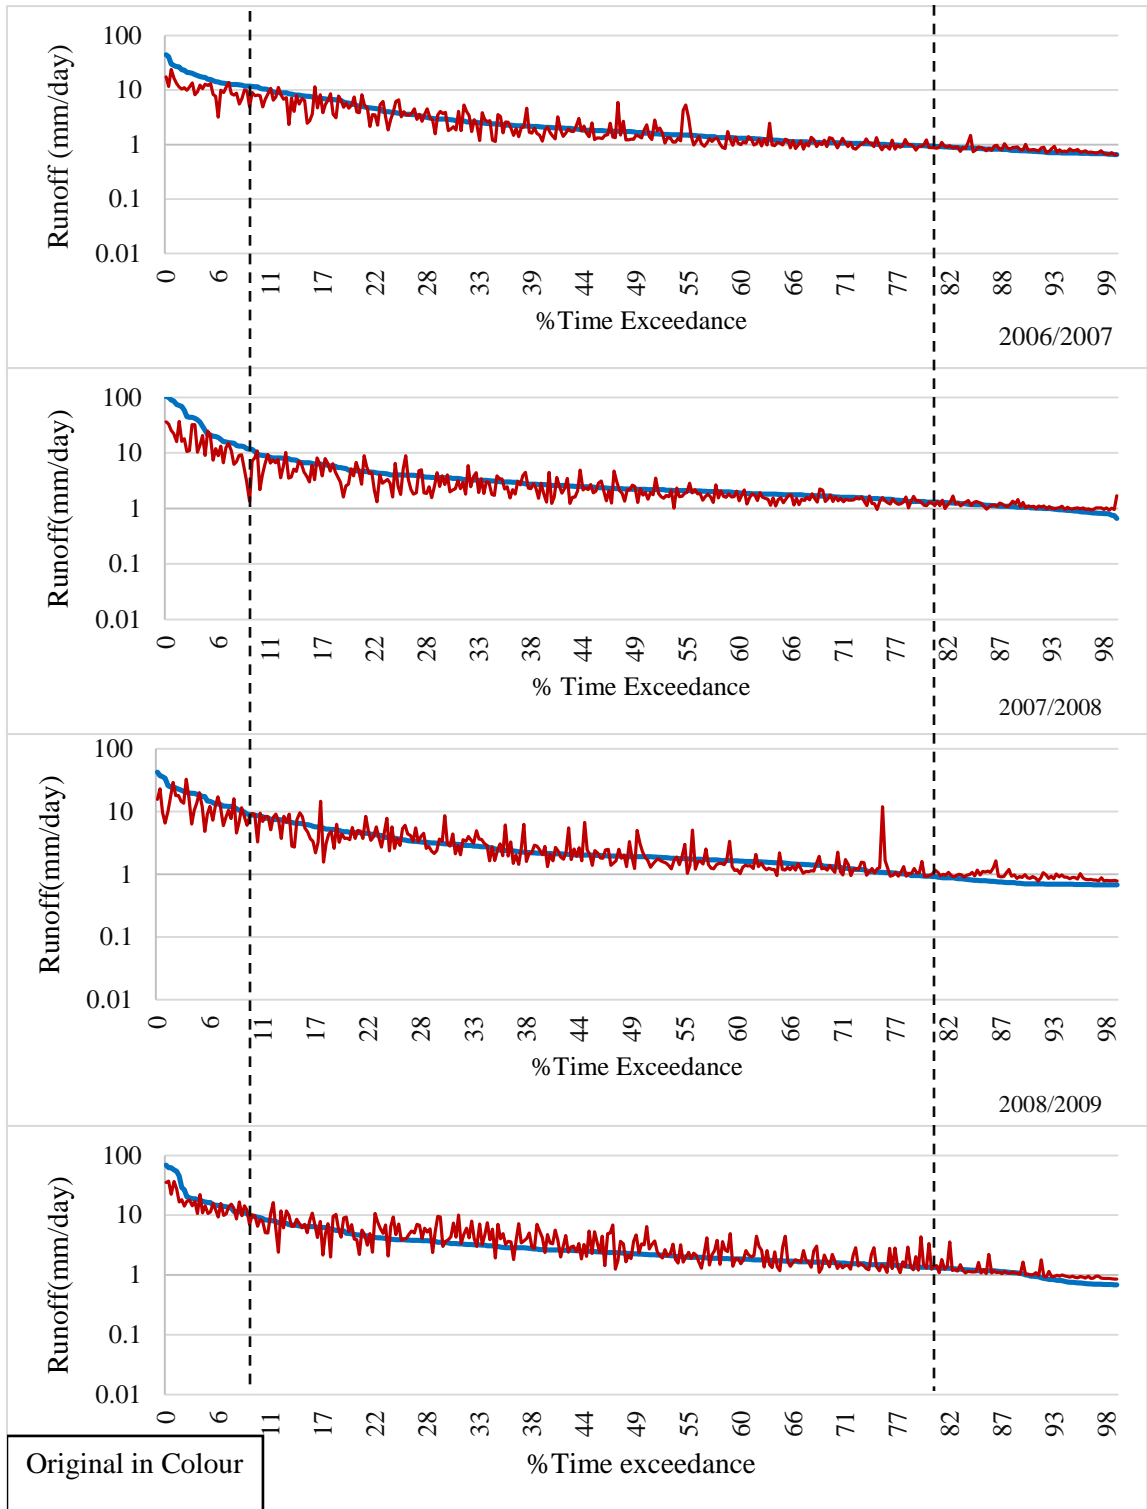 Runoff (mm/day)
100
10
1
0.1
0.01
0 6 11 17 22 28 33 39 44 49 55 60 66 71 77 82 88 93 99
%Time Exceedance
2006/2007
Runoff(mm/day)
100
10
1
0.1
0.01
0 6 11 17 22 28 33 38 44 49 55 60 66 71 77 82 87 93 98
% Time Exceedance
2007/2008
Runoff(mm/day)
100
10
1
0.1
0.01
0 6 11 17 22 28 33 38 44 49 55 60 66 71 77 82 87 93 98
%Time Exceedance
2008/2009
Runoff(mm/day)
100
10
1
0.1
0.01
0 6 11 17 22 28 33 38 44 49 55 60 66 71 77 82 87 93 98
%Time exceedance
Original in Colour